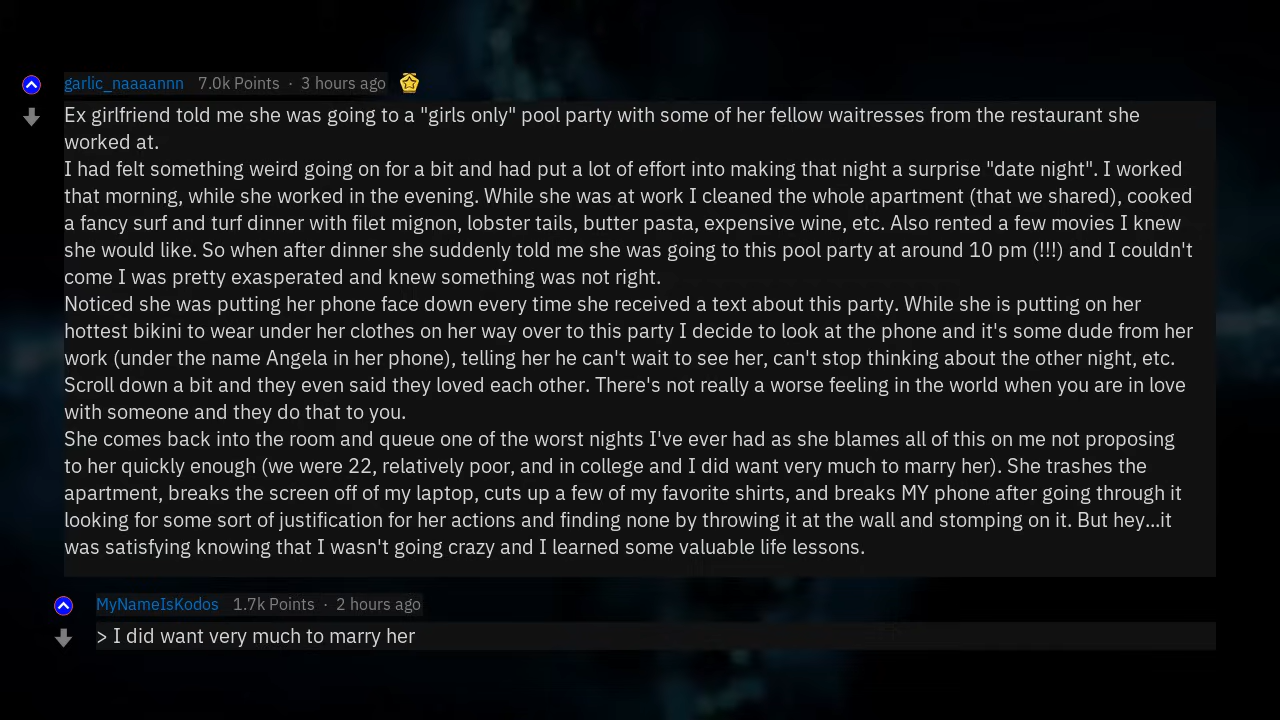 garlic_naaaannn 7.0k Points · 3 hours ago
Ex girlfriend told me she was going to a "girls only" pool party with some of her fellow waitresses from the restaurant she
worked at.
I had felt something weird going on for a bit and had put a lot of effort into making that night a surprise "date night". I worked
that morning, while she worked in the evening. While she was at work I cleaned the whole apartment (that we shared), cooked
a fancy surf and turf dinner with filet mignon, lobster tails, butter pasta, expensive wine, etc. Also rented a few movies I knew
she would like. So when after dinner she suddenly told me she was going to this pool party at around 10 pm (!!!) and I couldn't
come I was pretty exasperated and knew something was not right.
Noticed she was putting her phone face down every time she received a text about this party. While she is putting on her
hottest bikini to wear under her clothes on her way over to this party I decide to look at the phone and it's some dude from her
work (under the name Angela in her phone), telling her he can't wait to see her, can't stop thinking about the other night, etc.
Scroll down a bit and they even said they loved each other. There's not really a worse feeling in the world when you are in love
with someone and they do that to you.
She comes back into the room and queue one of the worst nights I've ever had as she blames all of this on me not proposing
to her quickly enough (we were 22, relatively poor, and in college and I did want very much to marry her). She trashes the
apartment, breaks the screen off of my laptop, cuts up a few of my favorite shirts, and breaks MY phone after going through it
looking for some sort of justification for her actions and finding none by throwing it at the wall and stomping on it. But hey...it
was satisfying knowing that I wasn't going crazy and I learned some valuable life lessons.
MyNameIsKodos 1.7k Points · 2 hours ago
> I did want very much to marry her